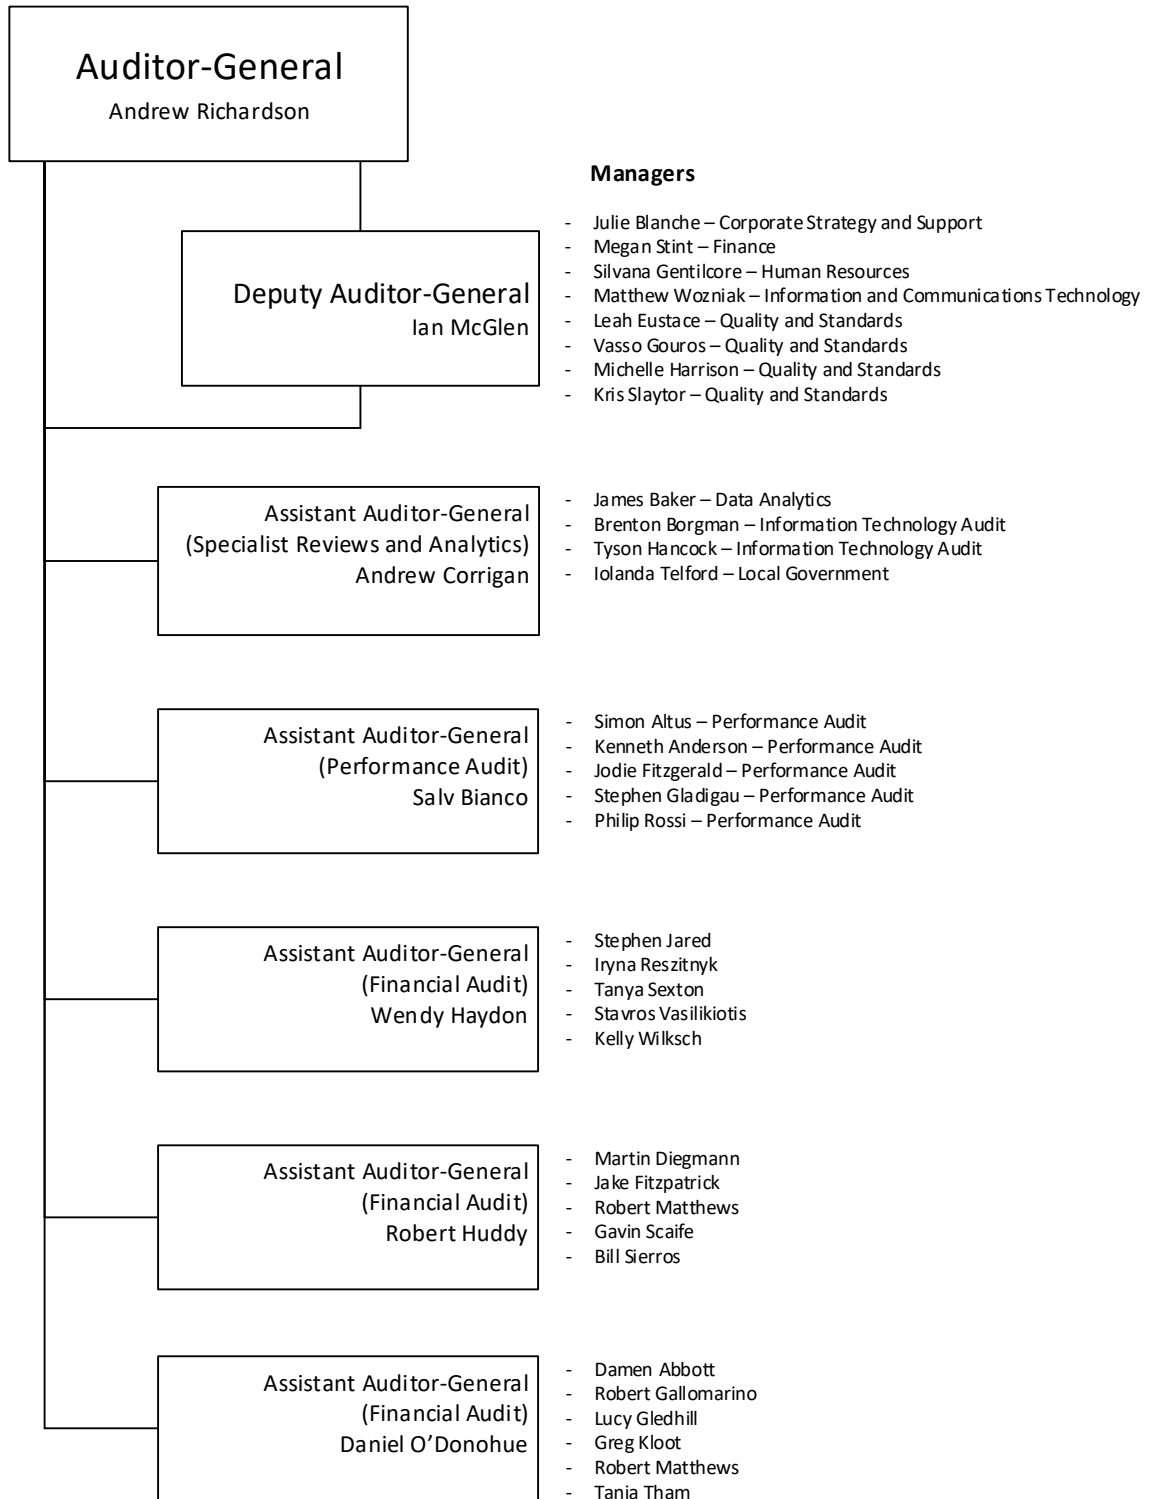 Auditor-General
Andrew Richardson
Managers
Deputy Auditor-General
Ian McGlen
- Julie Blanche – Corporate Strategy and Support
- Megan Stint – Finance
- Silvana Gentilcore – Human Resources
- Matthew Wozniak – Information and Communications Technology
- Leah Eustace – Quality and Standards
- Vasso Gouros – Quality and Standards
- Michelle Harrison – Quality and Standards
- Kris Slaytor – Quality and Standards
Assistant Auditor-General
(Specialist Reviews and Analytics)
Andrew Corrigan
- James Baker – Data Analytics
- Brenton Borgman – Information Technology Audit
- Tyson Hancock – Information Technology Audit
- Iolanda Telford – Local Government
Assistant Auditor-General
(Performance Audit)
Salv Bianco
- Simon Altus – Performance Audit
- Kenneth Anderson – Performance Audit
- Jodie Fitzgerald – Performance Audit
- Stephen Gladigau – Performance Audit
- Philip Rossi – Performance Audit
Assistant Auditor-General
(Financial Audit)
Wendy Haydon
- Stephen Jared
- Iryna Reszitnyk
- Tanya Sexton
- Stavros Vasilikiotis
- Kelly Wilksch
Assistant Auditor-General
(Financial Audit)
Robert Huddy
- Martin Diegmann
- Jake Fitzpatrick
- Robert Matthews
- Gavin Scaife
- Bill Sierros
Assistant Auditor-General
(Financial Audit)
Daniel O’Donohue
- Damen Abbott
- Robert Gallomarino
- Lucy Gledhill
- Greg Kloot
- Robert Matthews
- Tania Tham